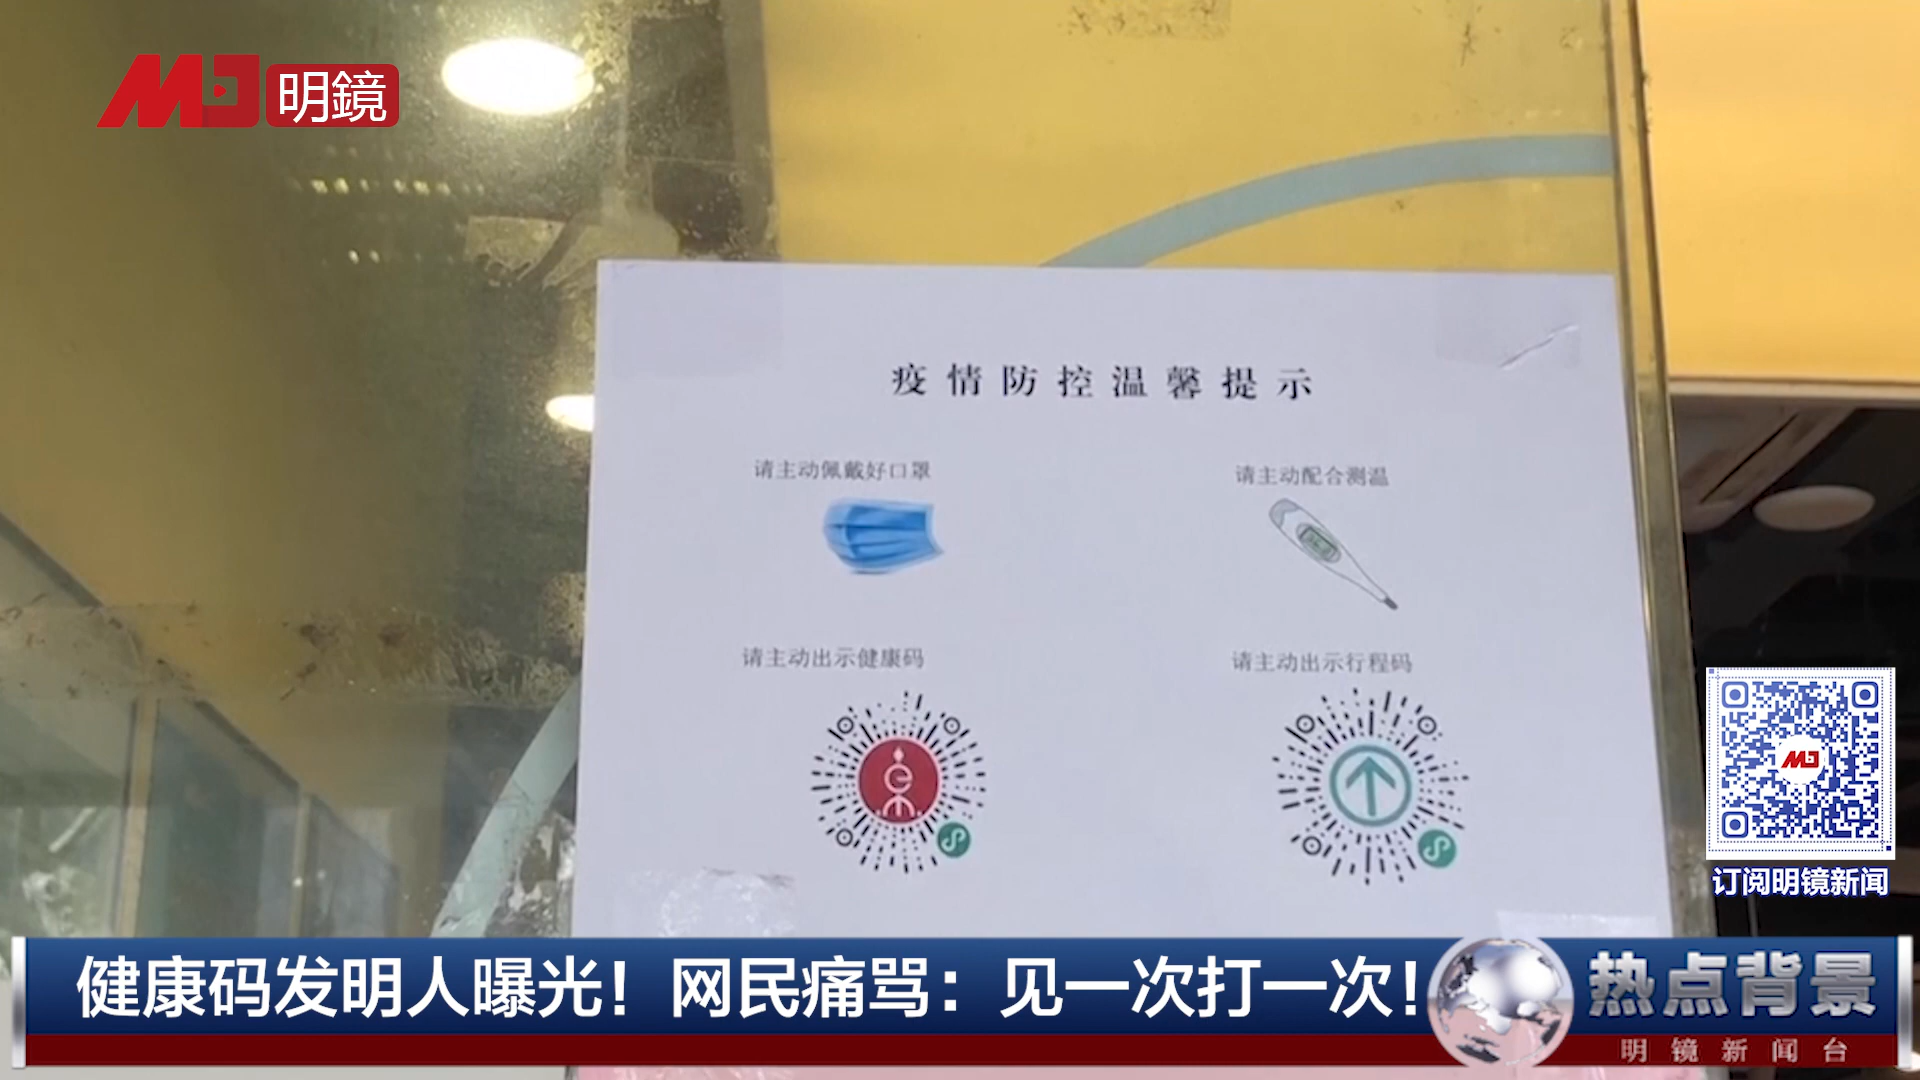 明鏡
疫情防控温馨提示
请主动佩戴好口罩
请主动配合测温
请主动出示健康码
请主动出示行程码
订阅明镜新闻
健康码发明人曝光！网民痛骂：见一次打一次！
热点背景
明镜新闻台